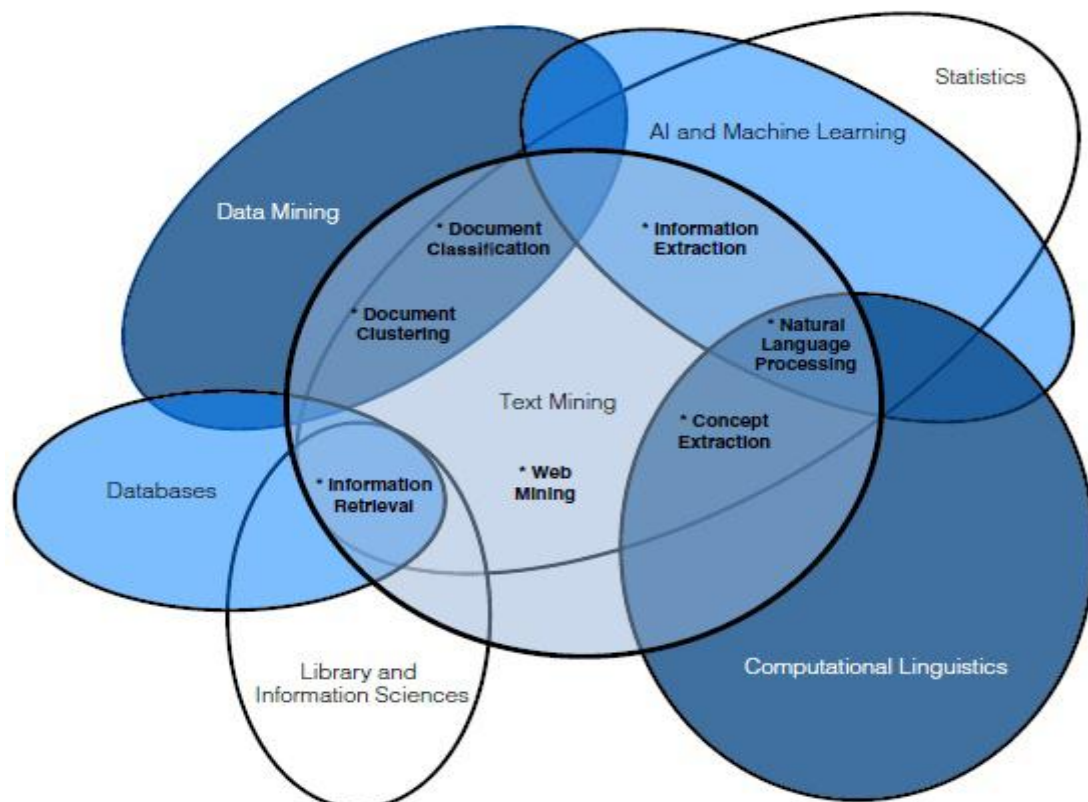 Statistics
AI and Machine Learning
Data Mining
* Document
Classification
* Information
Extraction
* Document
Clustering
* Natural
Language
Processing
Text Mining
* Concept
Extraction
* Web
Mining
Databases
* Information
Retrieval
Library and
Information Sciences
Computational Linguistics